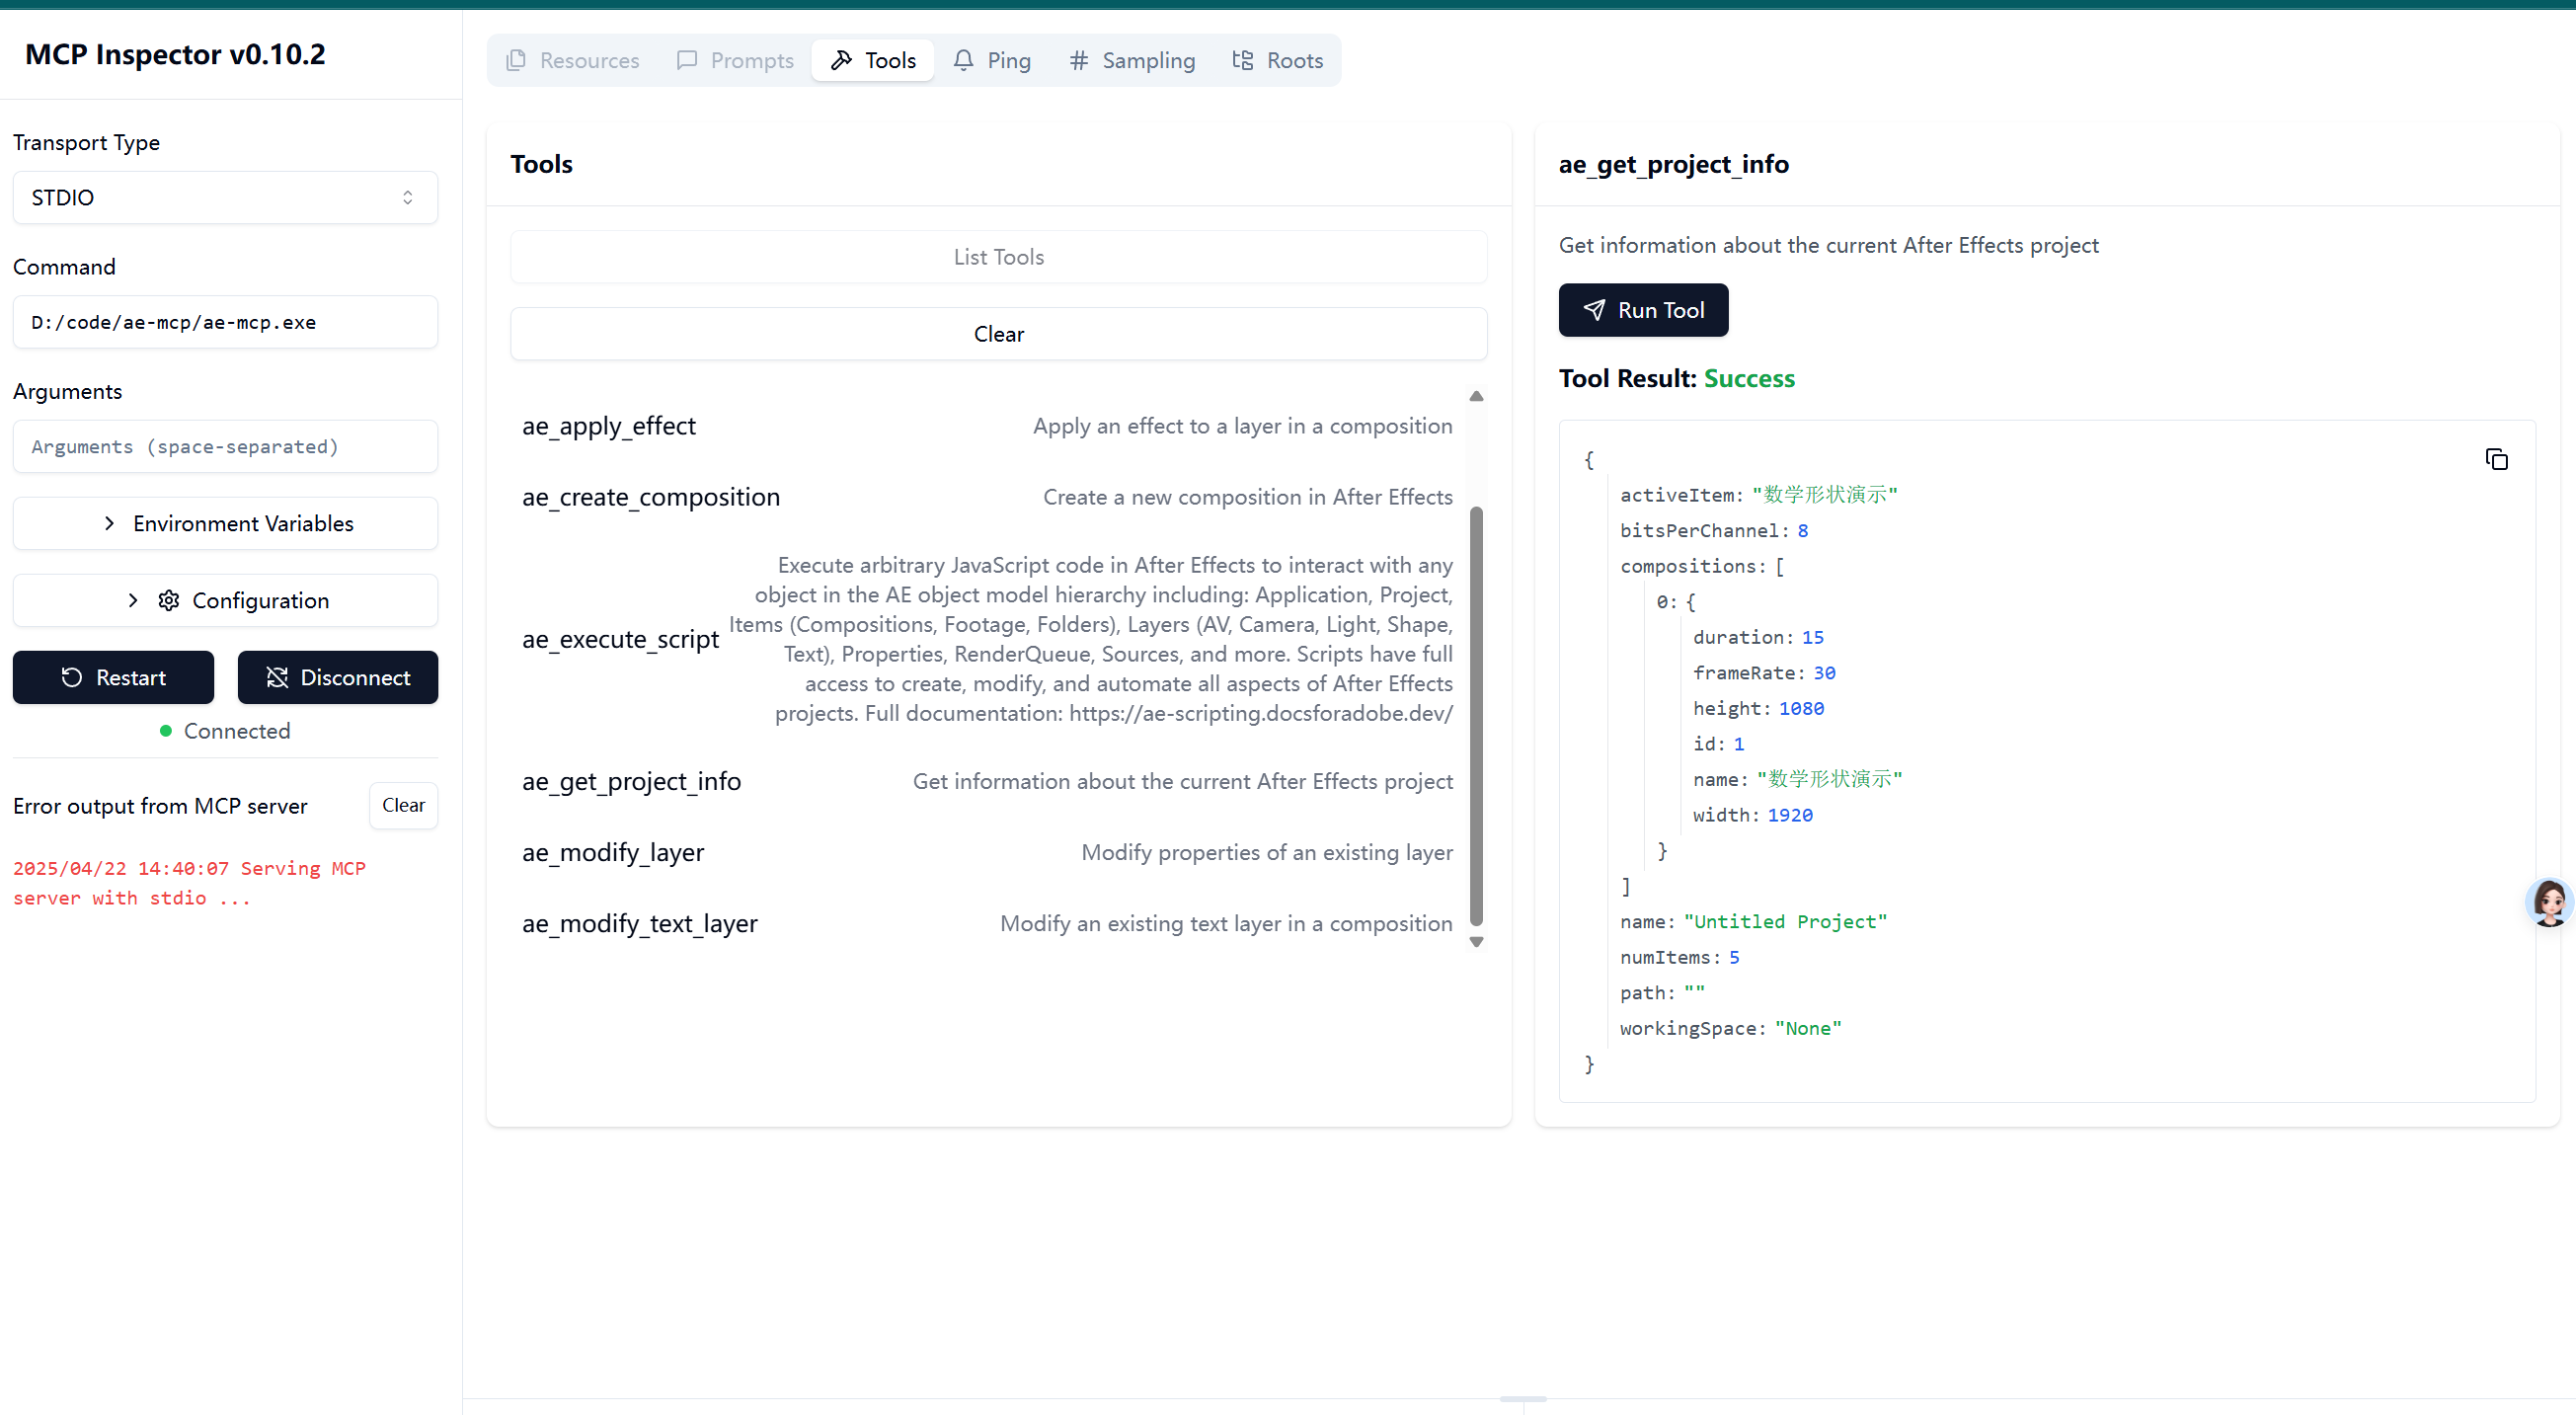 MCP Inspector v0.10.2
Transport Type
STDIO
Command
D:/code/ae-mcp/ae-mcp.exe
Arguments
Arguments (space-separated)
Environment Variables
Configuration
Restart
Disconnect
Connected
Error output from MCP server
Clear
2025/04/22 14:40:07 Serving MCP
server with stdio ...
Resources
Prompts
Tools
Ping
Sampling
Roots
Tools
List Tools
Clear
ae_apply_effect
Apply an effect to a layer in a composition
ae_create_composition
Create a new composition in After Effects
ae_execute_script
Execute arbitrary JavaScript code in After Effects to interact with any
object in the AE object model hierarchy including: Application, Project,
Items (Compositions, Footage, Folders), Layers (AV, Camera, Light, Shape,
Text), Properties, RenderQueue, Sources, and more. Scripts have full
access to create, modify, and automate all aspects of After Effects
projects. Full documentation: https://ae-scripting.docsforadobe.dev/
ae_get_project_info
Get information about the current After Effects project
ae_modify_layer
Modify properties of an existing layer
ae_modify_text_layer
Modify an existing text layer in a composition
ae_get_project_info
Get information about the current After Effects project
Run Tool
Tool Result: Success
{
activeItem: "数学形状演示"
bitsPerChannel: 8
compositions: [
0: {
duration: 15
frameRate: 30
height: 1080
id: 1
name: "数学形状演示"
width: 1920
}
]
name: "Untitled Project"
numItems: 5
path: ""
workingSpace: "None"
}